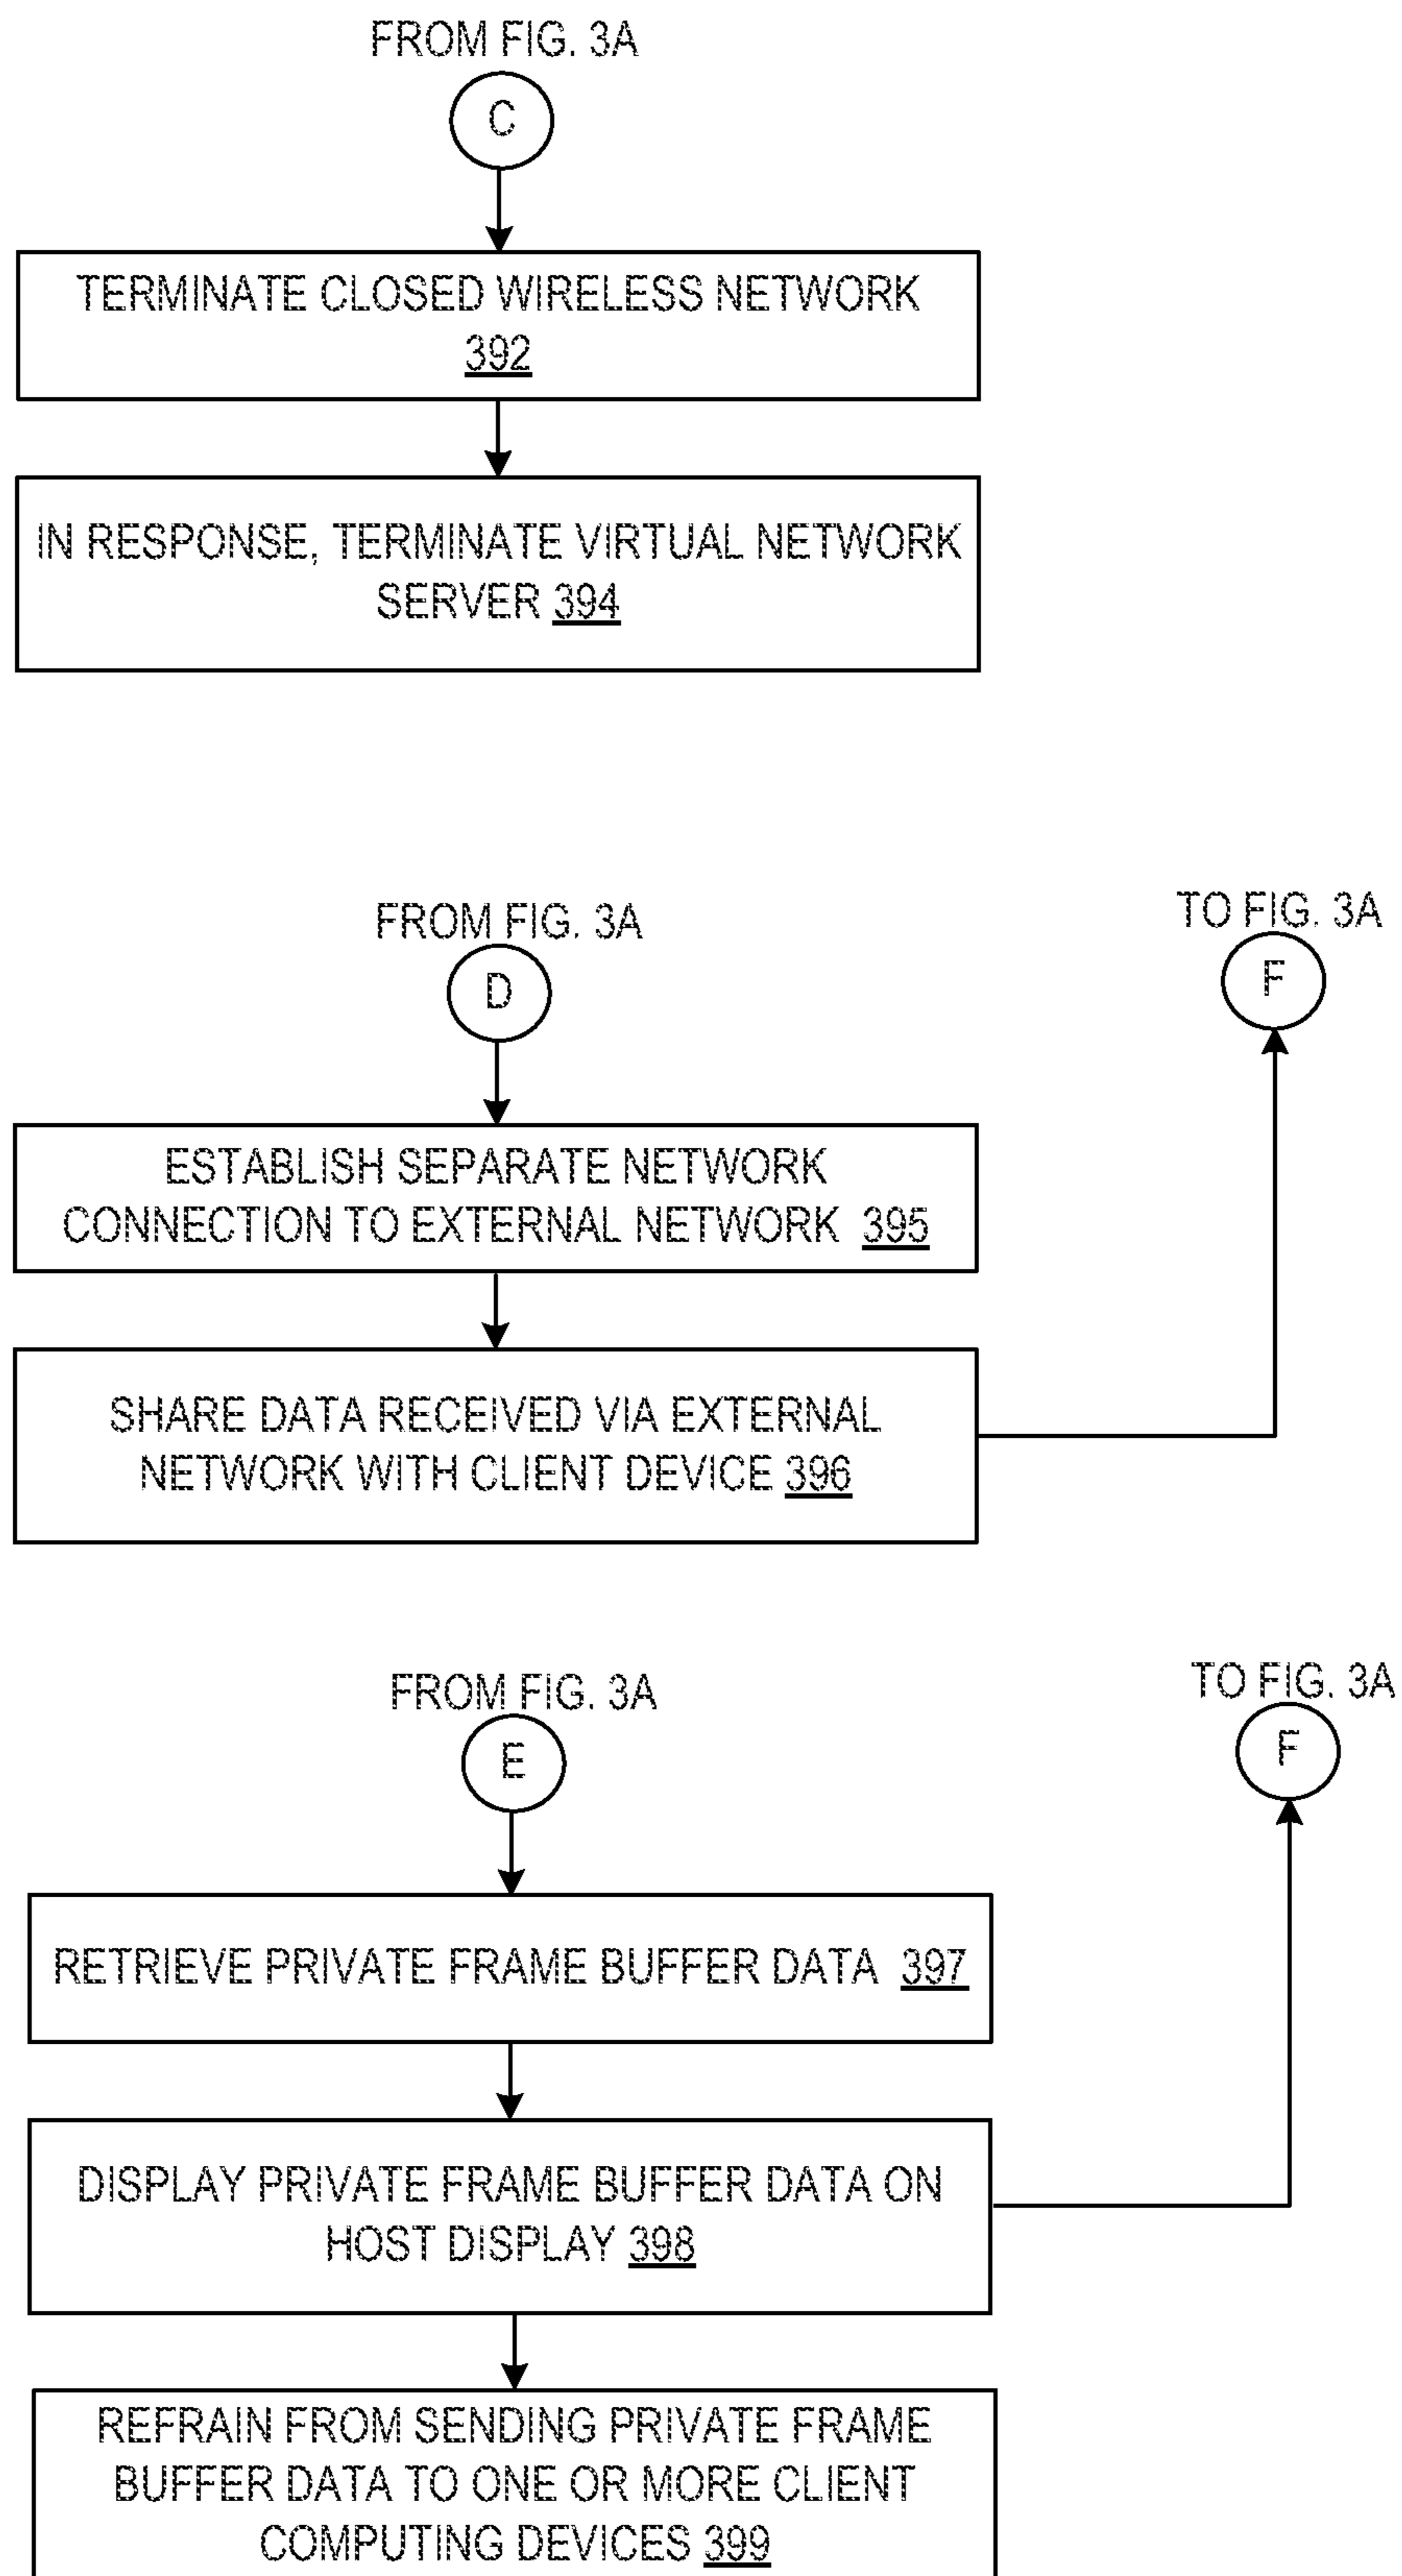 FROM FIG. 3A
C
TERMINATE CLOSED WIRELESS NETWORK
392
IN RESPONSE, TERMINATE VIRTUAL NETWORK
SERVER 394
FROM FIG. 3A
D
TO FIG. 3A
F
ESTABLISH SEPARATE NETWORK
CONNECTION TO EXTERNAL NETWORK 395
SHARE DATA RECEIVED VIA EXTERNAL
NETWORK WITH CLIENT DEVICE 396
FROM FIG. 3A
E
TO FIG. 3A
F
RETRIEVE PRIVATE FRAME BUFFER DATA 397
DISPLAY PRIVATE FRAME BUFFER DATA ON
HOST DISPLAY 398
REFRAIN FROM SENDING PRIVATE FRAME
BUFFER DATA TO ONE OR MORE CLIENT
COMPUTING DEVICES 399